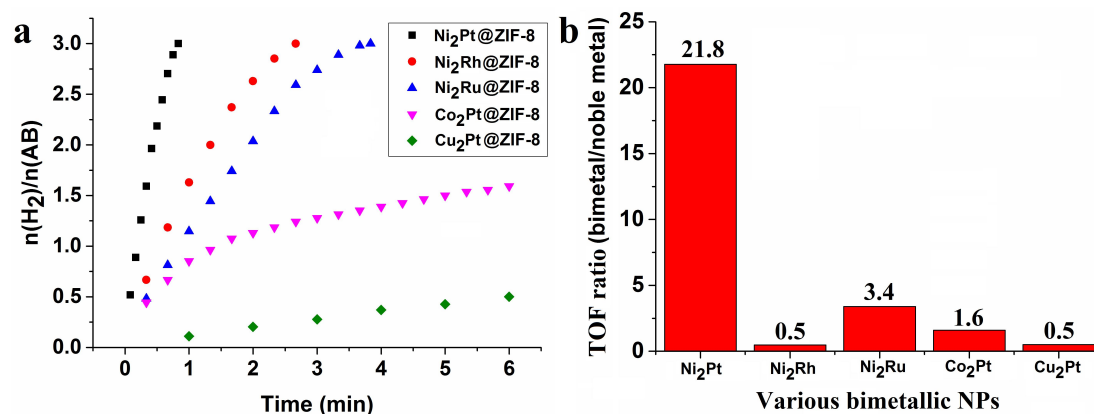 a
3.0
2.5
2.0
1.5
1.0
0.5
0.0
n(H2)/n(AB)
0 1 2 3 4 5 6
Time (min)
Ni2Pt@ZIF-8
Ni2Rh@ZIF-8
Ni2Ru@ZIF-8
Co2Pt@ZIF-8
Cu2Pt@ZIF-8
b
25
20
15
10
5
0
TOF ratio (bimetal/noble metal)
21.8
0.5
3.4
1.6
0.5
Ni2Pt Ni2Rh Ni2Ru Co2Pt Cu2Pt
Various bimetallic NPs